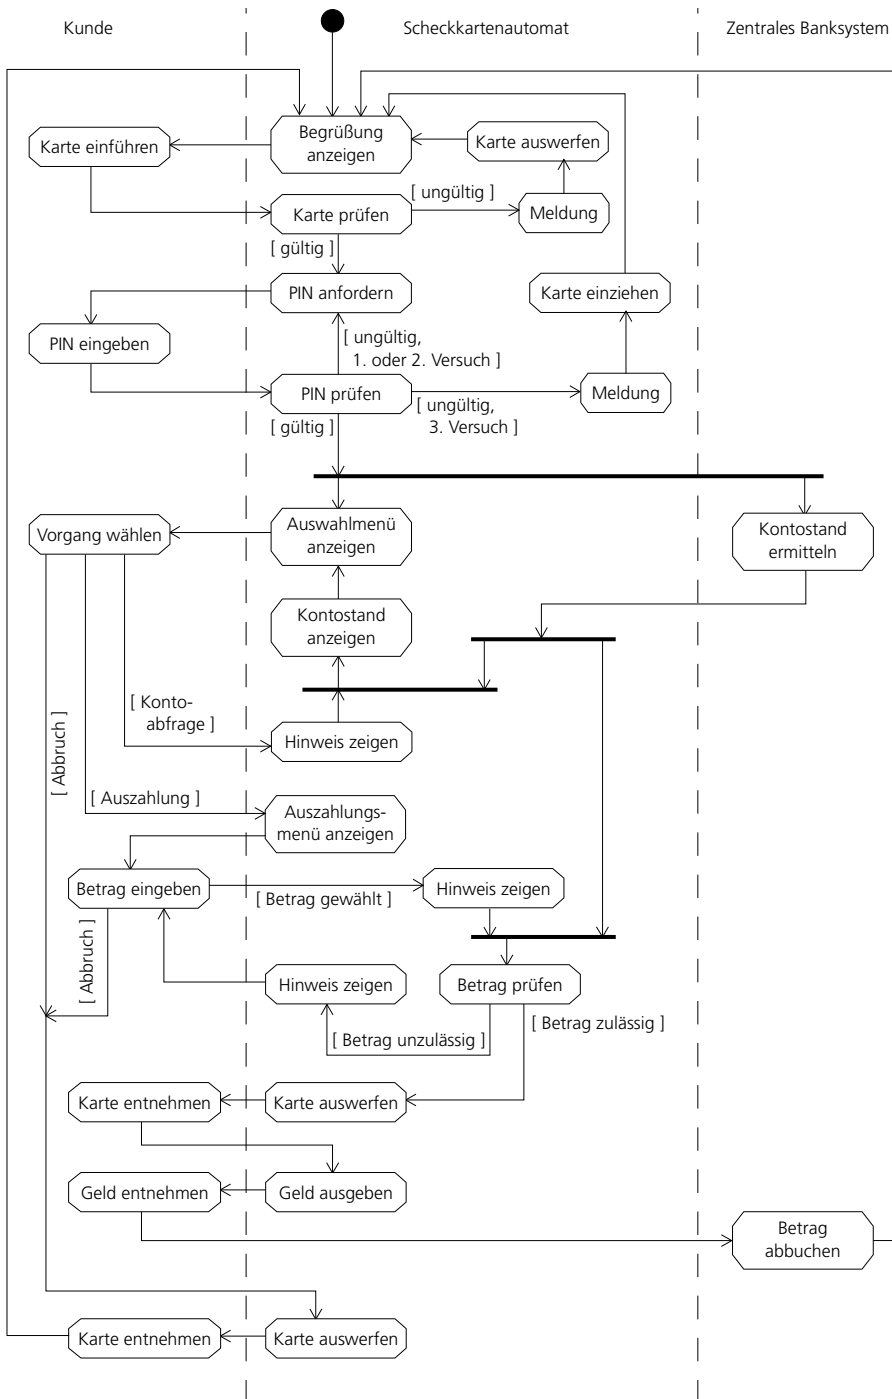 Kunde
Scheckkartenautomat
Zentrales Banksystem
Karte einführen
Begrüßung
anzeigen
Karte auswerfen
Karte prüfen
[ ungültig ]
Meldung
[ gültig ]
PIN anfordern
Karte einziehen
PIN eingeben
[ ungültig,
1. oder 2. Versuch ]
PIN prüfen
[ ungültig,
3. Versuch ]
Meldung
[ gültig ]
Vorgang wählen
Auswahlmenü
anzeigen
Kontostand
ermitteln
Kontostand
anzeigen
[ Konto-
abfrage ]
Hinweis zeigen
[ Abbruch ]
[ Auszahlung ]
Auszahlungs-
menü anzeigen
Betrag eingeben
[ Betrag gewählt ]
Hinweis zeigen
[ Abbruch ]
Hinweis zeigen
Betrag prüfen
[ Betrag unzulässig ]
[ Betrag zulässig ]
Karte entnehmen
Karte auswerfen
Geld entnehmen
Geld ausgeben
Betrag
abbuchen
Karte entnehmen
Karte auswerfen